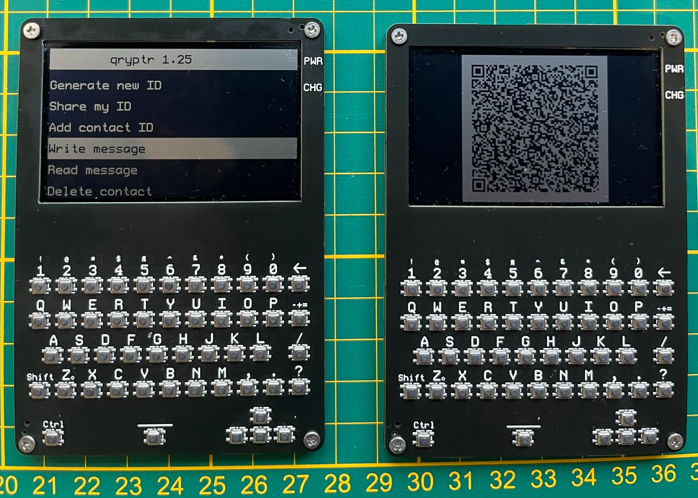 qryptr 1.25
Generate new ID
Share my ID
Add contact ID
Write message
Read message
Delete contact
PWR
CHG
! @ # $ % ^ & * ( )
1 2 3 4 5 6 7 8 9 0 ←
Q W E R T Y U I O P -+=
A S D F G H J K L /
Shift Z X C V B N M , . ?
Ctrl
PWR
CHG
! @ # $ % ^ & * ( )
1 2 3 4 5 6 7 8 9 0 ←
Q W E R T Y U I O P -+=
A S D F G H J K L /
Shift Z X C V B N M , . ?
Ctrl
20 21 22 23 24 25 26 27 28 29 30 31 32 33 34 35 36